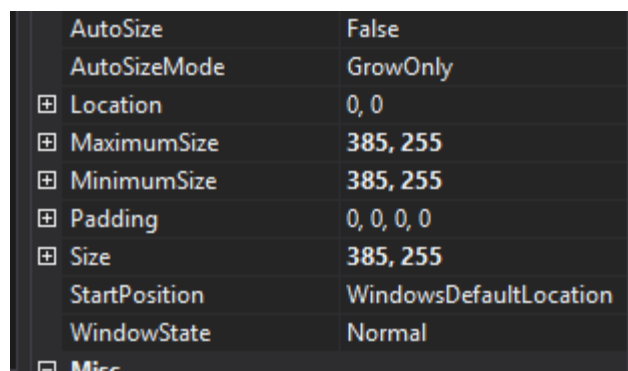 AutoSize False
AutoSizeMode GrowOnly
Location 0, 0
MaximumSize 385, 255
MinimumSize 385, 255
Padding 0, 0, 0, 0
Size 385, 255
StartPosition WindowsDefaultLocation
WindowState Normal
Misc